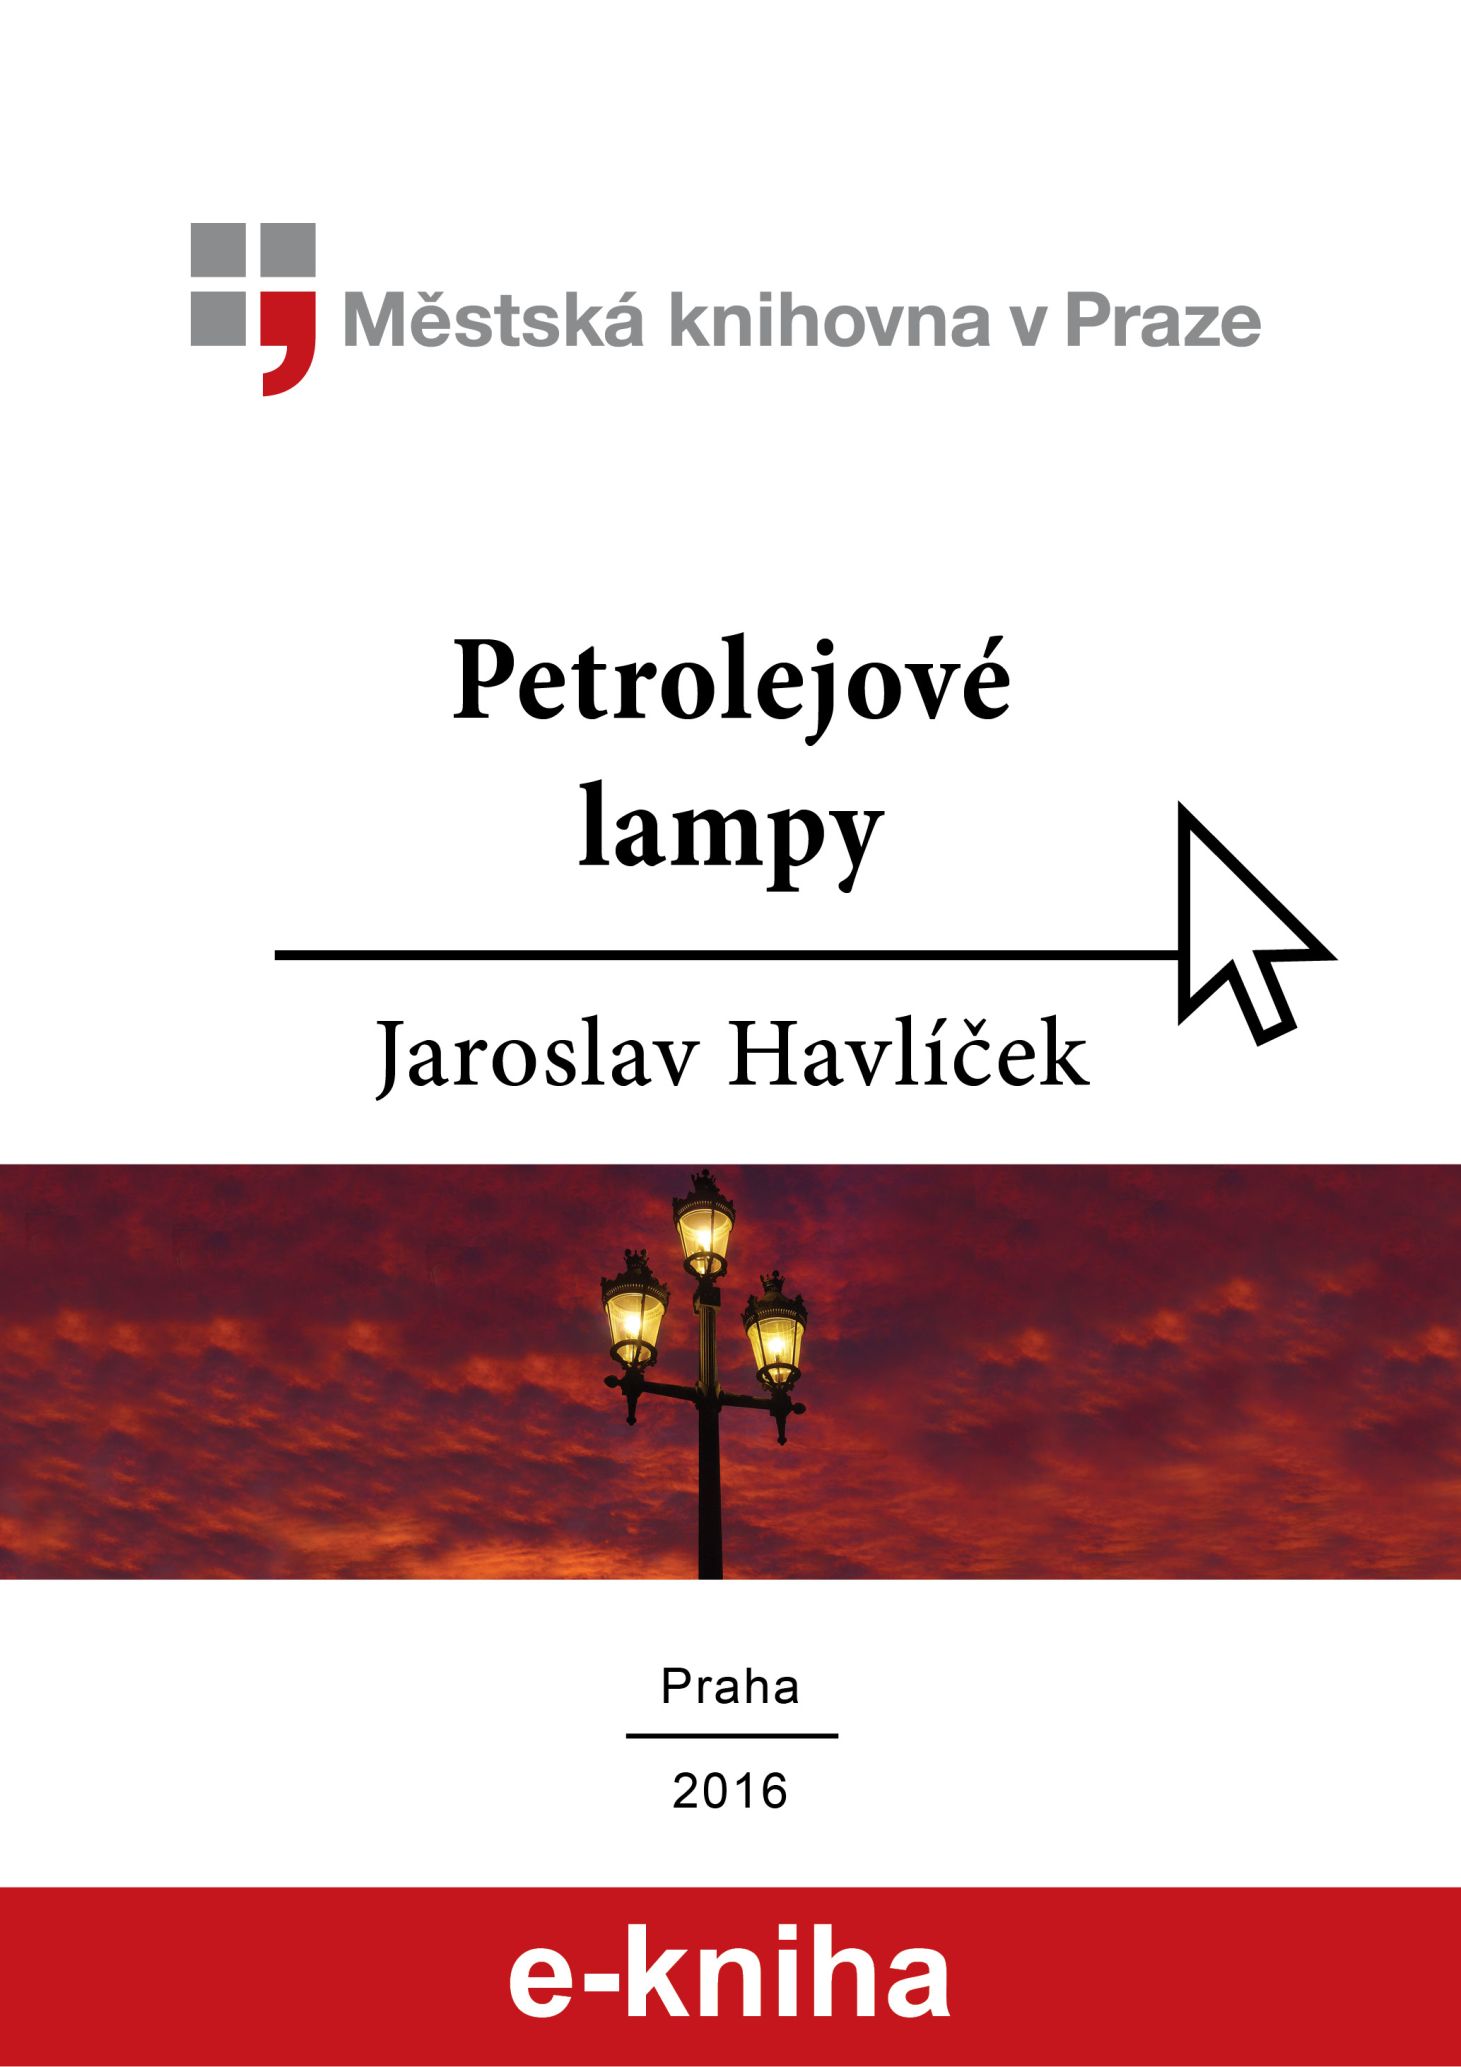 Městská knihovna v Praze
Petrolejové
lampy
Jaroslav Havlíček
Praha
2016
e-kniha